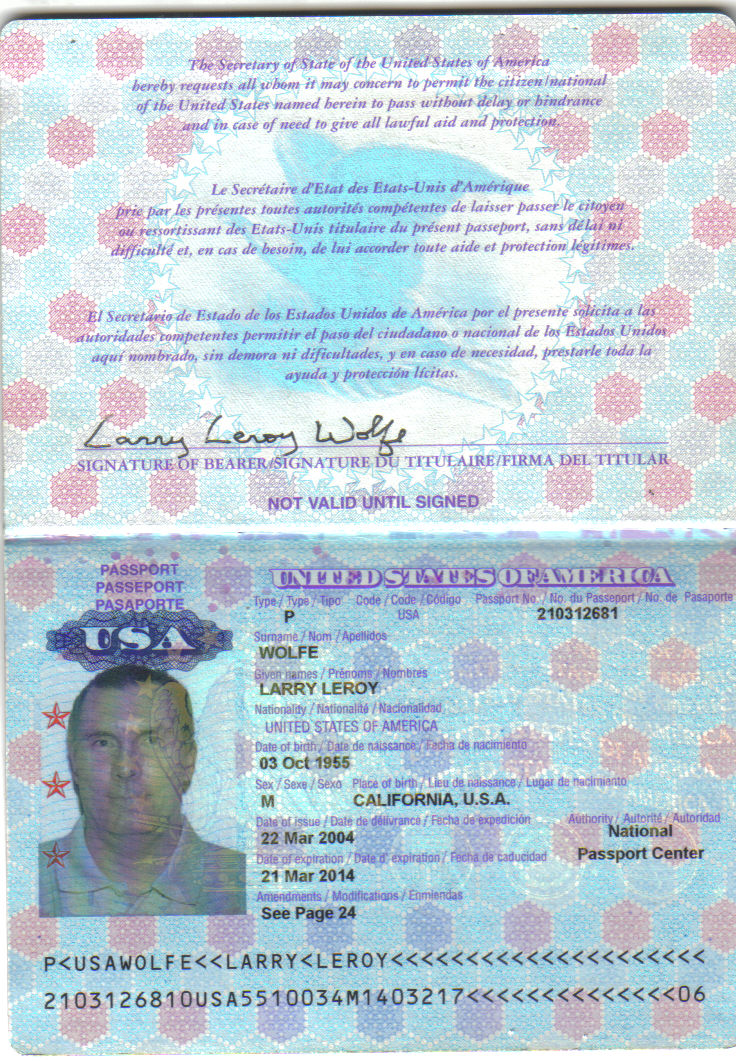 The Secretary of State of the United States of America
hereby requests all whom it may concern to permit the citizen/national
of the United States named herein to pass without delay or hindrance
and in case of need to give all lawful aid and protection.
Le Secrétaire d'Etat des Etats-Unis d'Amérique
prie par les présentes toutes autorités compétentes de laisser passer le citoyen
ou ressortissant des Etats-Unis titulaire du présent passeport, sans délai ni
difficulté et, en cas de besoin, de lui accorder toute aide et protection légitimes.
El Secretario de Estado de los Estados Unidos de América por el presente solicita a las
autoridades competentes permitir el paso del ciudadano o nacional de los Estados Unidos
aquí nombrado, sin demora ni dificultades, y en caso de necesidad, prestarle toda la
ayuda y protección lícitas.
Larry Leroy Wolfe
SIGNATURE OF BEARER/SIGNATURE DU TITULAIRE/FIRMA DEL TITULAR
NOT VALID UNTIL SIGNED
PASSPORT
PASSEPORT
PASAPORTE
USA
UNITED STATES OF AMERICA
Type / Type / Tipo Code / Code / Código Passport No. / No. du Passeport / No. de Pasaporte
P USA 210312681
Surname / Nom / Apellidos
WOLFE
Given names / Prénoms / Nombres
LARRY LEROY
Nationality / Nationalité / Nacionalidad
UNITED STATES OF AMERICA
Date of birth / Date de naissance / Fecha de nacimiento
03 Oct 1955
Sex / Sexe / Sexo Place of birth / Lieu de naissance / Lugar de nacimiento
M CALIFORNIA, U.S.A.
Date of issue / Date de délivrance / Fecha de expedición Authority / Autorité / Autoridad
22 Mar 2004 National
Date of expiration / Date d' expiration / Fecha de caducidad Passport Center
21 Mar 2014
Amendments / Modifications / Enmiendas
See Page 24
P<USAWOLFE<<LARRY<LEROY<<<<<<<<<<<<<<<<<<<<<
2103126810USA5510034M1403217<<<<<<<<<<<<<<06